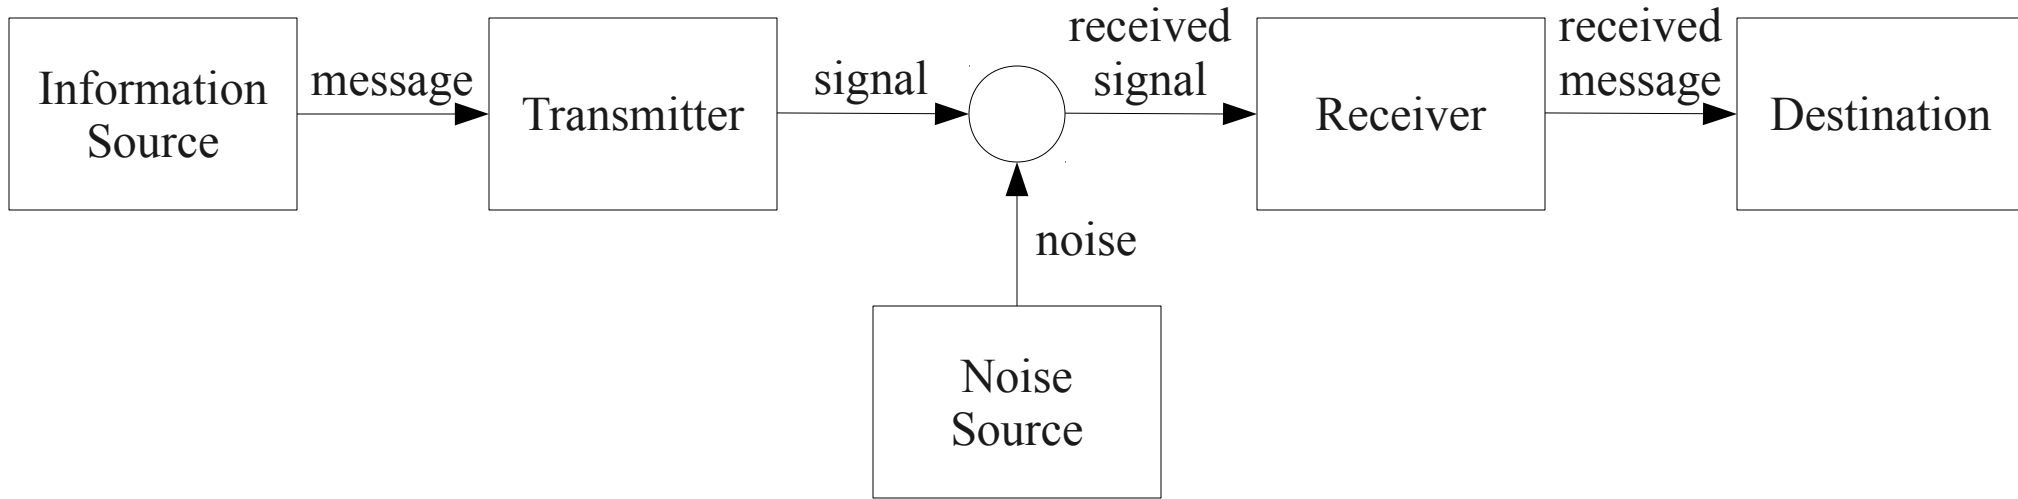 Information
Source
message
Transmitter
signal
received
signal
Receiver
received
message
Destination
noise
Noise
Source